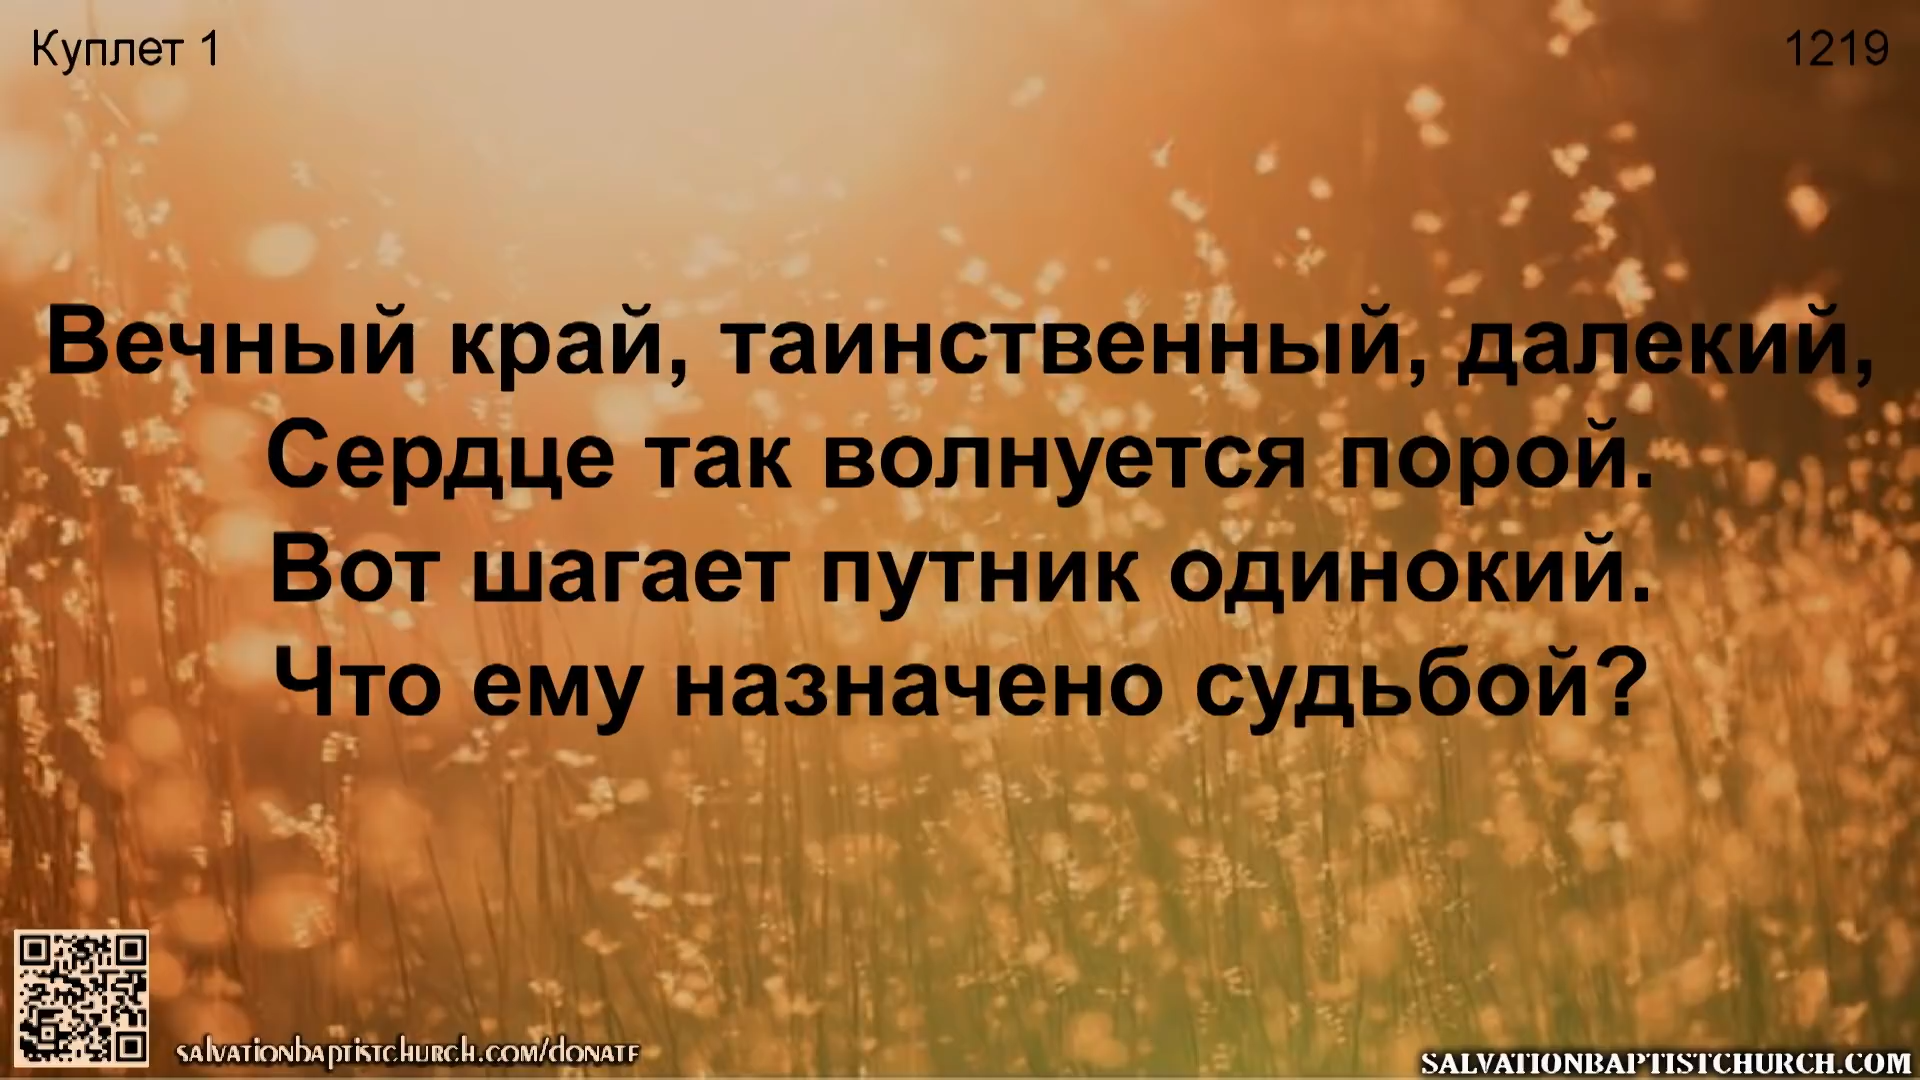 Куплет 1
1219
Вечный край, таинственный, далекий,
Сердце так волнуется порой.
Вот шагает путник одинокий.
Что ему назначено судьбой?
salvationbaptistchurch.com/donate
SALVATIONBAPTISTCHURCH.COM